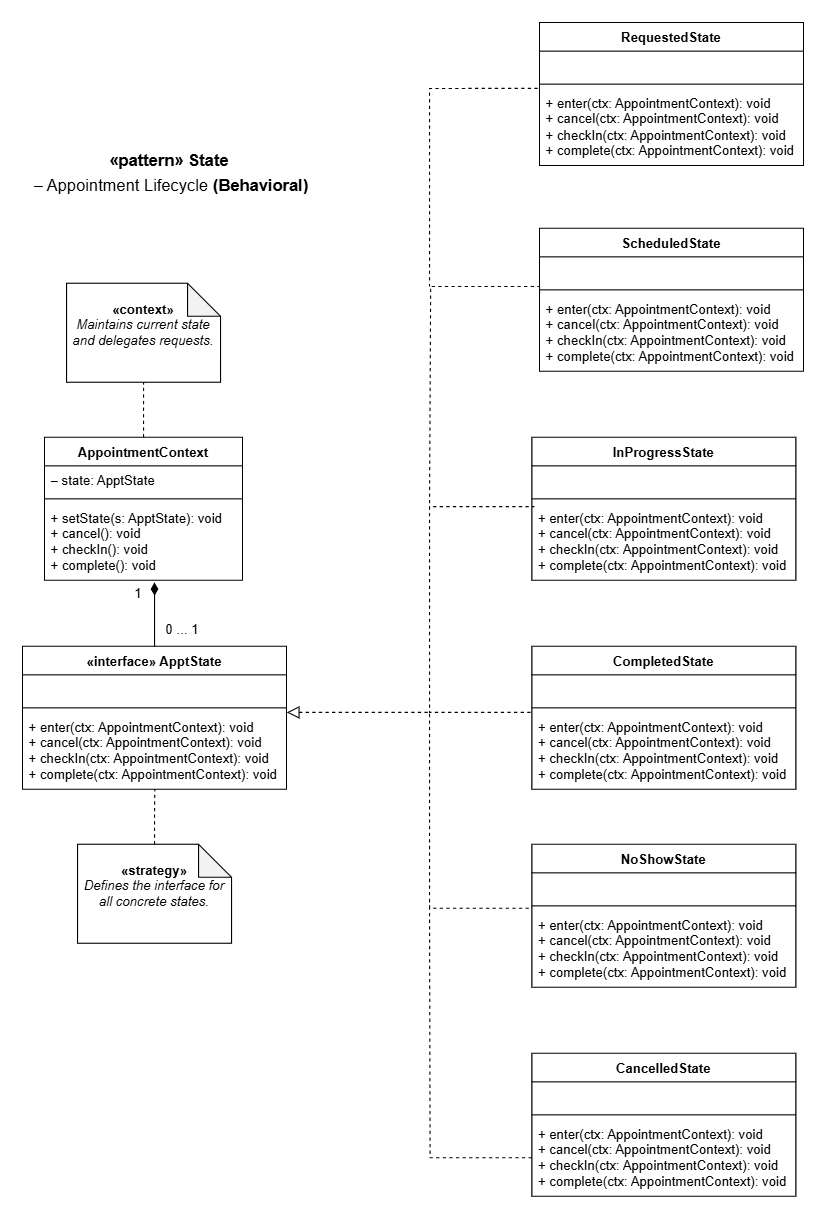 «pattern» State
– Appointment Lifecycle (Behavioral)
«context»
Maintains current state
and delegates requests.
AppointmentContext
– state: ApptState
+ setState(s: ApptState): void
+ cancel(): void
+ checkIn(): void
+ complete(): void
1
0 ... 1
«interface» ApptState
+ enter(ctx: AppointmentContext): void
+ cancel(ctx: AppointmentContext): void
+ checkIn(ctx: AppointmentContext): void
+ complete(ctx: AppointmentContext): void
«strategy»
Defines the interface for
all concrete states.
RequestedState
+ enter(ctx: AppointmentContext): void
+ cancel(ctx: AppointmentContext): void
+ checkIn(ctx: AppointmentContext): void
+ complete(ctx: AppointmentContext): void
ScheduledState
+ enter(ctx: AppointmentContext): void
+ cancel(ctx: AppointmentContext): void
+ checkIn(ctx: AppointmentContext): void
+ complete(ctx: AppointmentContext): void
InProgressState
+ enter(ctx: AppointmentContext): void
+ cancel(ctx: AppointmentContext): void
+ checkIn(ctx: AppointmentContext): void
+ complete(ctx: AppointmentContext): void
CompletedState
+ enter(ctx: AppointmentContext): void
+ cancel(ctx: AppointmentContext): void
+ checkIn(ctx: AppointmentContext): void
+ complete(ctx: AppointmentContext): void
NoShowState
+ enter(ctx: AppointmentContext): void
+ cancel(ctx: AppointmentContext): void
+ checkIn(ctx: AppointmentContext): void
+ complete(ctx: AppointmentContext): void
CancelledState
+ enter(ctx: AppointmentContext): void
+ cancel(ctx: AppointmentContext): void
+ checkIn(ctx: AppointmentContext): void
+ complete(ctx: AppointmentContext): void